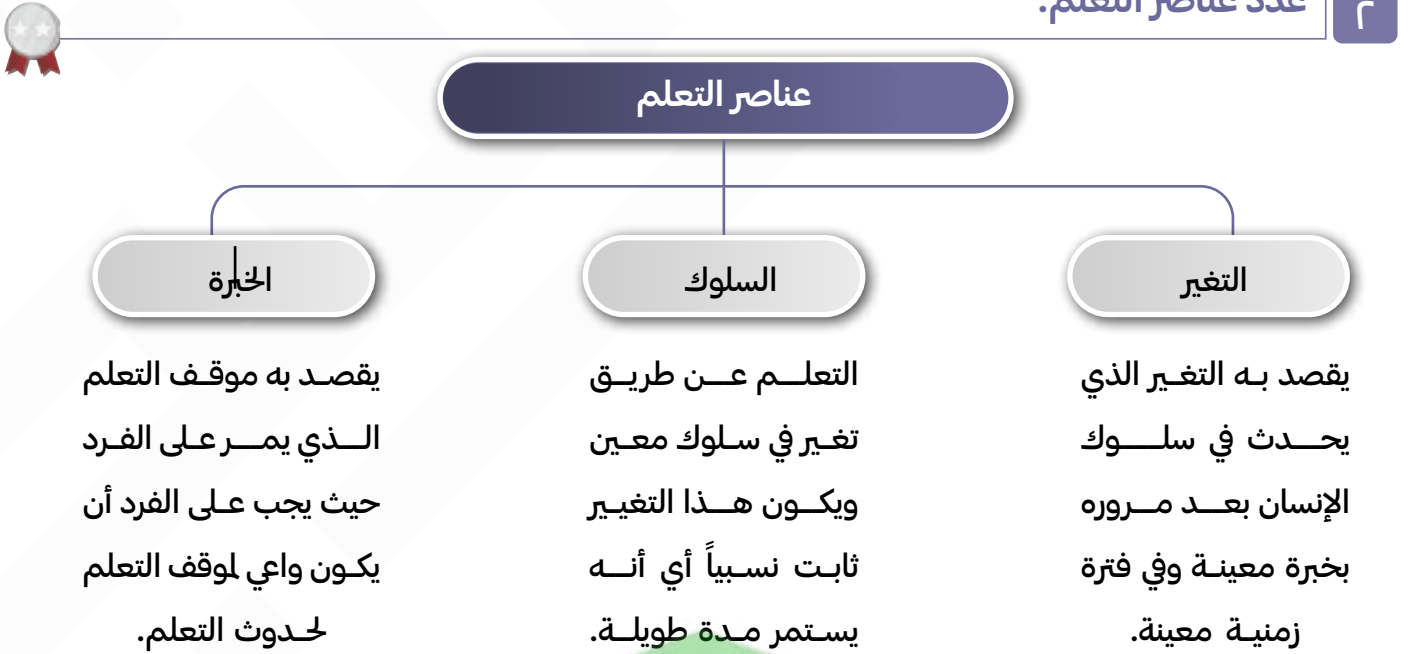 ٢
عدد عناصر التعلم.
عناصر التعلم
التغير
يقصد به التغير الذي
يحدث في سلوك
الإنسان بعد مروره
بخبرة معينة وفي فترة
زمنية معينة.
السلوك
التعلم عن طريق
تغير في سلوك معين
ويكون هذا التغيير
ثابت نسبياً أي أنه
يستمر مدة طويلة.
الخبرة
يقصد به موقف التعلم
الذي يمر على الفرد
حيث يجب على الفرد أن
يكون واعي لموقف التعلم
لحدوث التعلم.